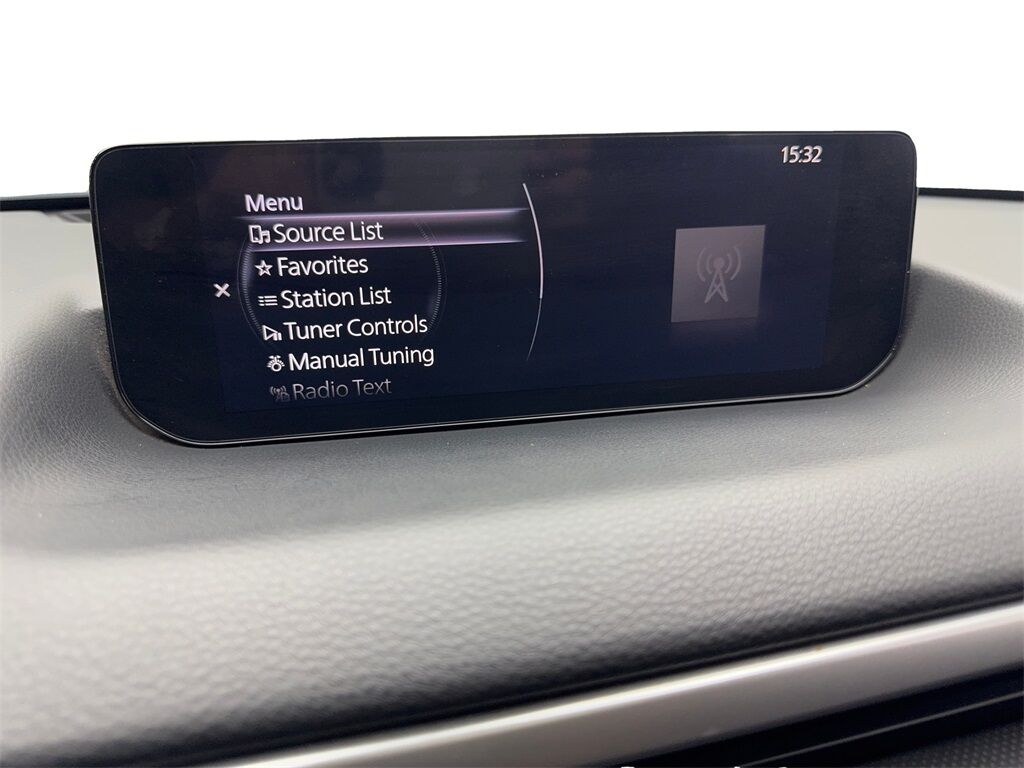 15:32
Menu
Source List
Favorites
Station List
Tuner Controls
Manual Tuning
Radio Text